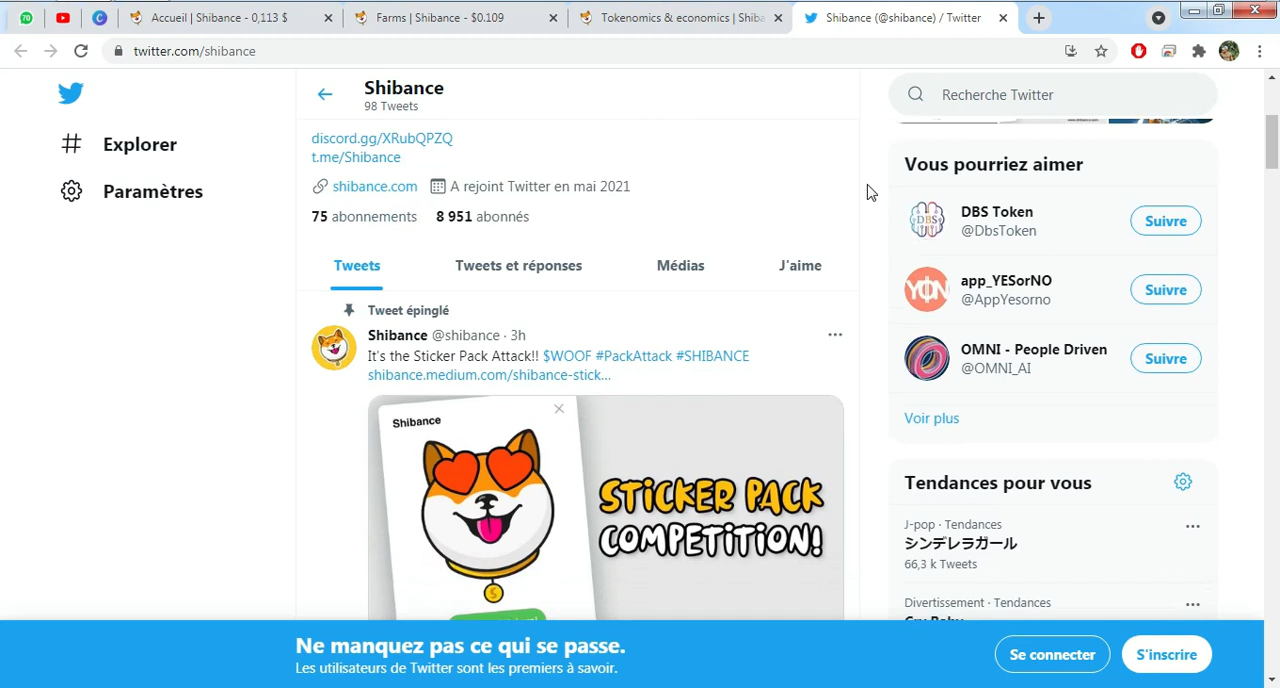 70
Accueil | Shibance - 0,113 $
Farms | Shibance - $0.109
Tokenomics & economics | Shiba
Shibance (@shibance) / Twitter
twitter.com/shibance
Explorer
Paramètres
Shibance
98 Tweets
discord.gg/XRubQPZQ
t.me/Shibance
shibance.com A rejoint Twitter en mai 2021
75 abonnements 8 951 abonnés
Tweets Tweets et réponses Médias J'aime
Tweet épinglé
Shibance @shibance · 3h
It's the Sticker Pack Attack!! $WOOF #PackAttack #SHIBANCE
shibance.medium.com/shibance-stick...
Shibance
STICKER PACK
COMPETITION!
Recherche Twitter
Vous pourriez aimer
DBS
DBS Token
@DbsToken
Suivre
YON
app_YESorNO
@AppYesorno
Suivre
OMNI - People Driven
@OMNI_AI
Suivre
Voir plus
Tendances pour vous
J-pop · Tendances
シンデレラガール
66,3 k Tweets
Divertissement · Tendances
Ne manquez pas ce qui se passe.
Les utilisateurs de Twitter sont les premiers à savoir.
Se connecter
S'inscrire